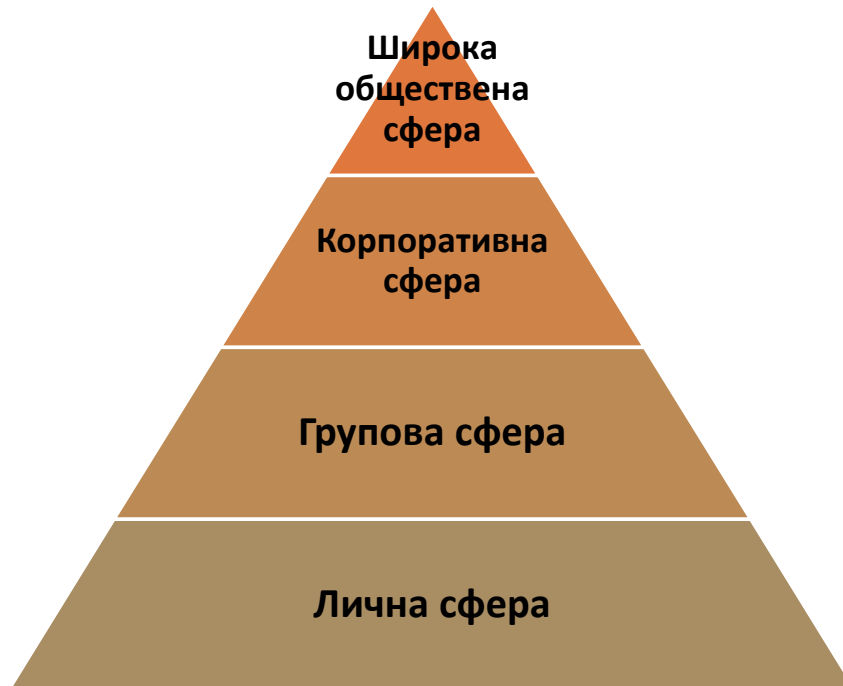 Широка
обществена
сфера
Корпоративна
сфера
Групова сфера
Лична сфера